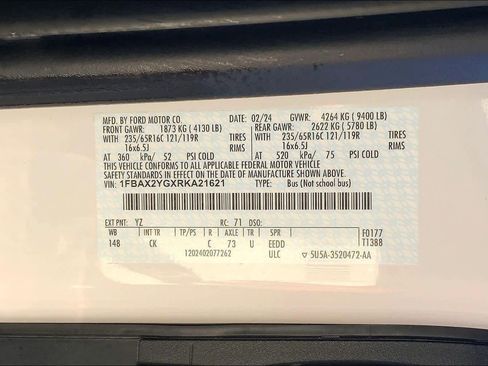 MFD. BY FORD MOTOR CO. 02/24 GVWR: 4264 KG ( 9400 LB)
FRONT GAWR: 1873 KG ( 4130 LB) REAR GAWR: 2622 KG ( 5780 LB)
WITH 235/65R16C 121/119R TIRES WITH 235/65R16C 121/119R TIRES
16x6.5J RIMS 16x6.5J RIMS
AT 360 kPa/ 52 PSI COLD AT 520 kPa/ 75 PSI COLD
THIS VEHICLE CONFORMS TO ALL APPLICABLE FEDERAL MOTOR VEHICLE
SAFETY STANDARDS IN EFFECT ON THE DATE OF MANUFACTURE SHOWN ABOVE.
VIN: 1FBAX2YGXRKA21621 TYPE: Bus (Not school bus)
EXT PNT: YZ RC: 71 DSO:
WB INT TR TP/PS R AXLE TR SPR F0177
148 CK C 73 U EEDD T1388
1202402077262 ULC 5U5A-3520472-AA